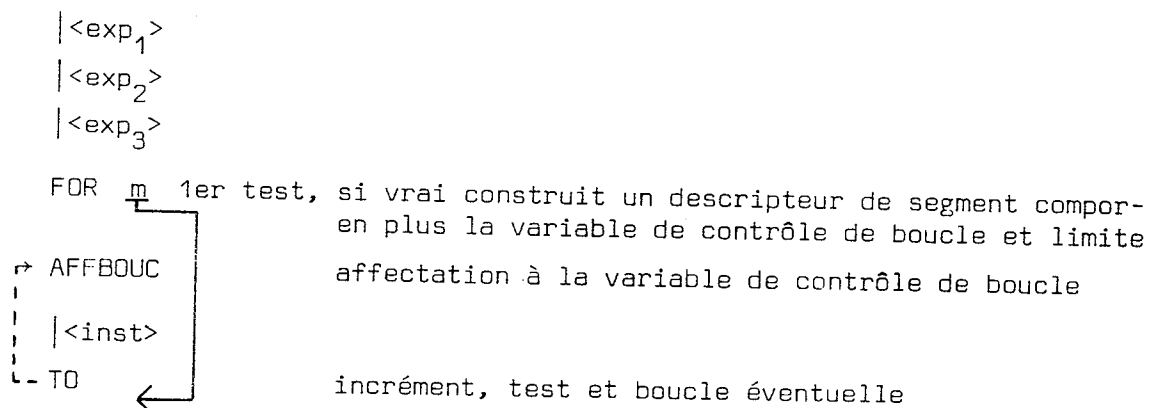 |<exp₁>
|<exp₂>
|<exp₃>
FOR m 1er test, si vrai construit un descripteur de segment compor-
en plus la variable de contrôle de boucle et limite
AFFBOUC affectation à la variable de contrôle de boucle
|<inst>
TO incrément, test et boucle éventuelle